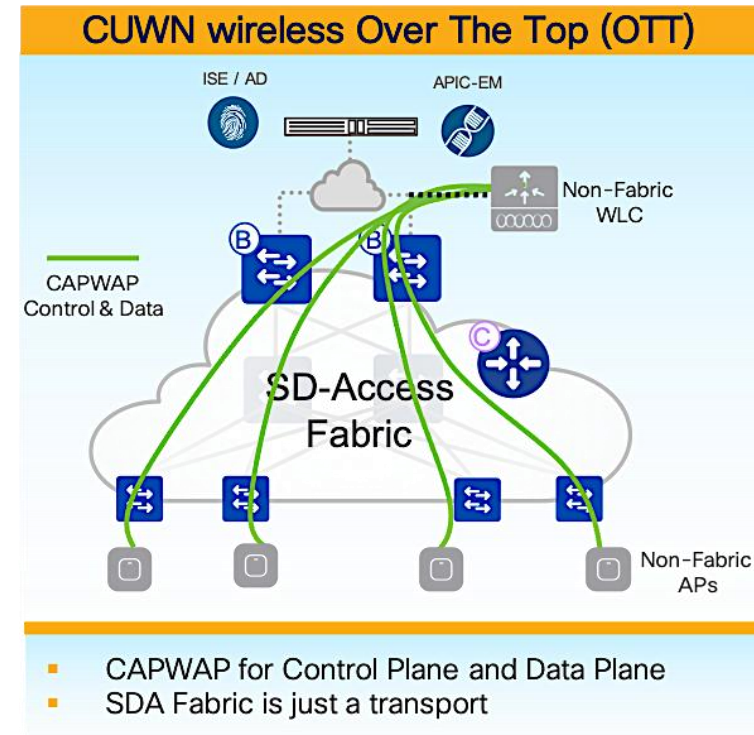 CUWN wireless Over The Top (OTT)
ISE / AD
APIC-EM
Non-Fabric
WLC
B
B
CAPWAP
Control & Data
C
SD-Access
Fabric
Non-Fabric
APs
▪ CAPWAP for Control Plane and Data Plane
▪ SDA Fabric is just a transport